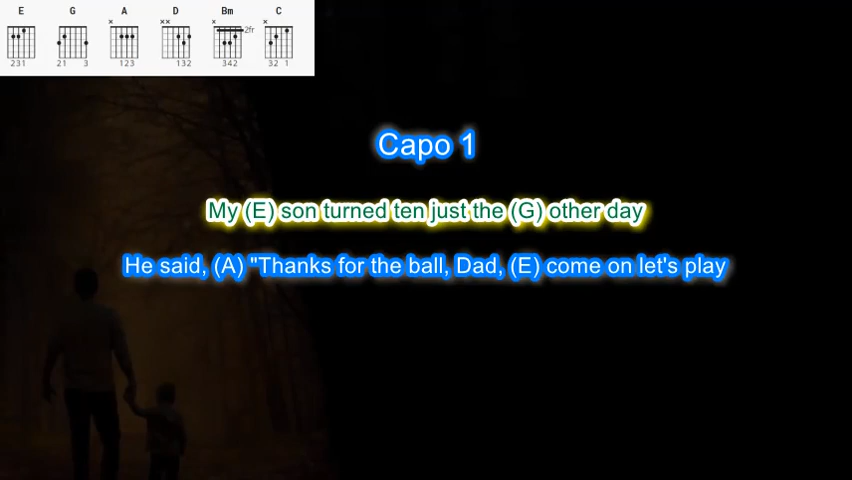 E G A D Bm C
× ×× × ×
2fr
231 21 3 123 132 342 32 1
Capo 1
My (E) son turned ten just the (G) other day
He said, (A) "Thanks for the ball, Dad, (E) come on let's play